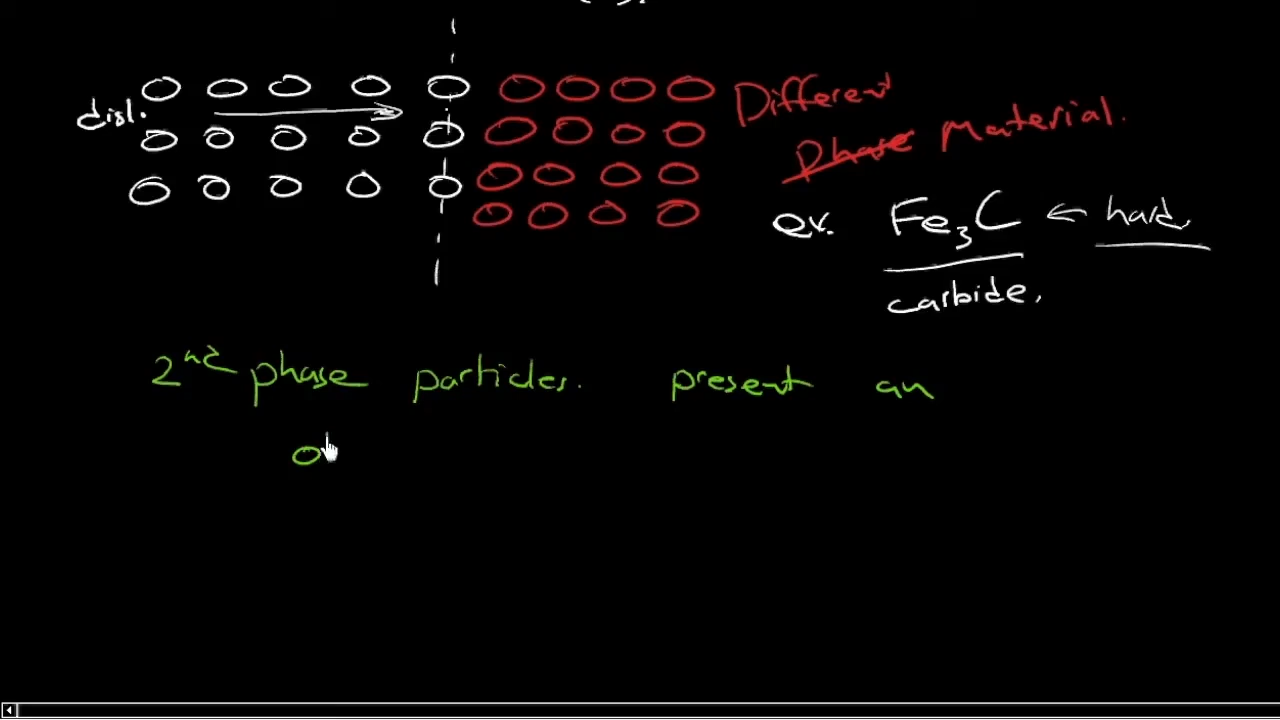 disl.
Different
Phase Material.
ex. Fe3C ← hard.
carbide.
2nd phase particles. present an
o